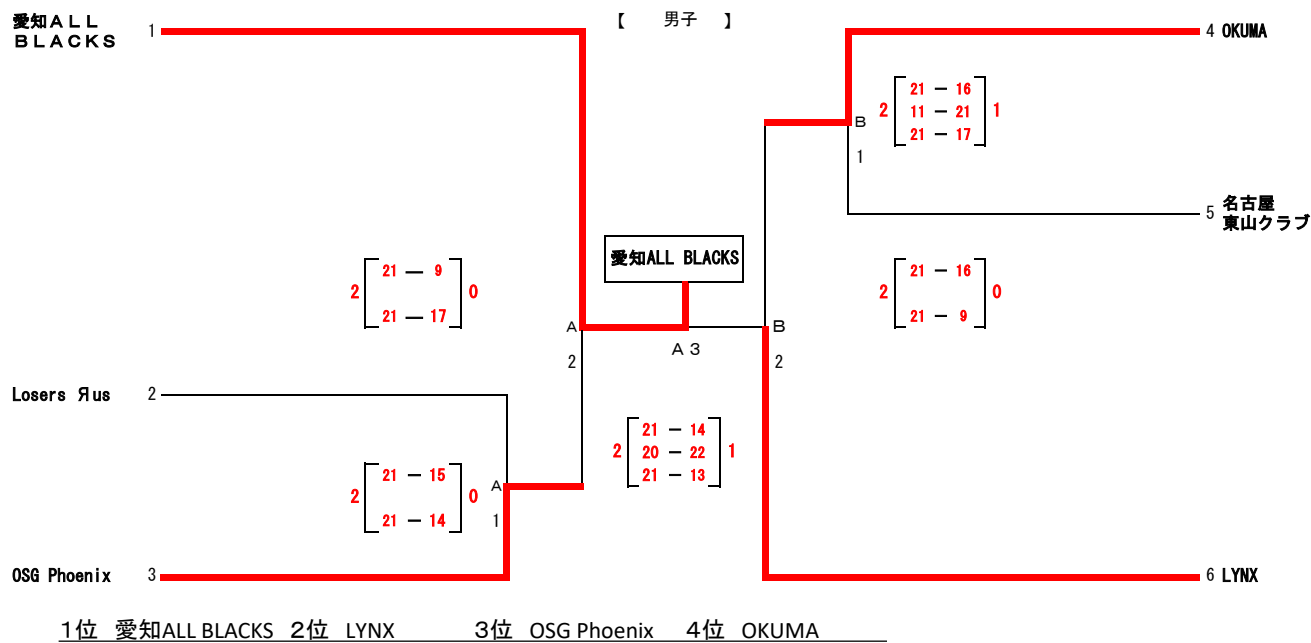 【 男子 】
愛知ＡＬＬ
ＢＬＡＣＫＳ
1
4 OKUMA
2
21 ー 16
11 ー 21
21 ー 17
1
B
1
5 名古屋
東山クラブ
愛知ALL BLACKS
2
21 ー 9
21 ー 17
0
2
21 ー 16
21 ー 9
0
A
2
A 3
B
2
Losers Яus 2
2
21 ー 14
20 ー 22
21 ー 13
1
2
21 ー 15
21 ー 14
0
A
1
OSG Phoenix 3
6 LYNX
1位 愛知ALL BLACKS 2位 LYNX 3位 OSG Phoenix 4位 OKUMA